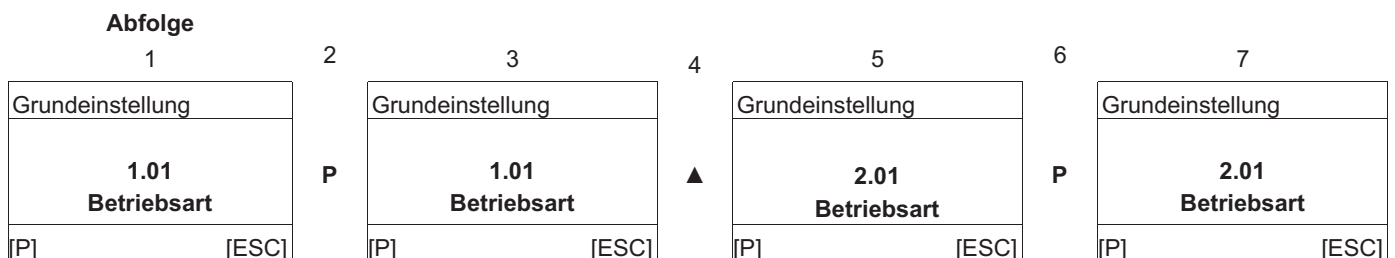 Abfolge
1 2 3 4 5 6 7
Grundeinstellung Grundeinstellung Grundeinstellung Grundeinstellung
1.01 P 1.01 ▲ 2.01 P 2.01
Betriebsart Betriebsart Betriebsart Betriebsart
[P] [ESC] [P] [ESC] [P] [ESC] [P] [ESC]